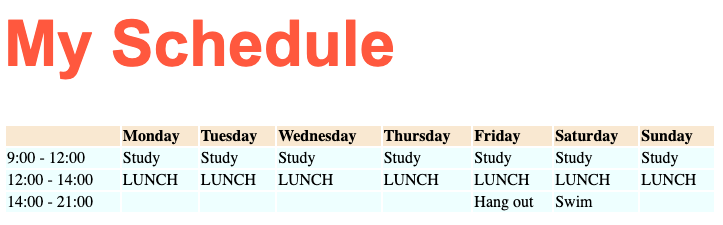 My Schedule
Monday Tuesday Wednesday Thursday Friday Saturday Sunday
9:00 - 12:00 Study Study Study Study Study Study Study
12:00 - 14:00 LUNCH LUNCH LUNCH LUNCH LUNCH LUNCH LUNCH
14:00 - 21:00 Hang out Swim